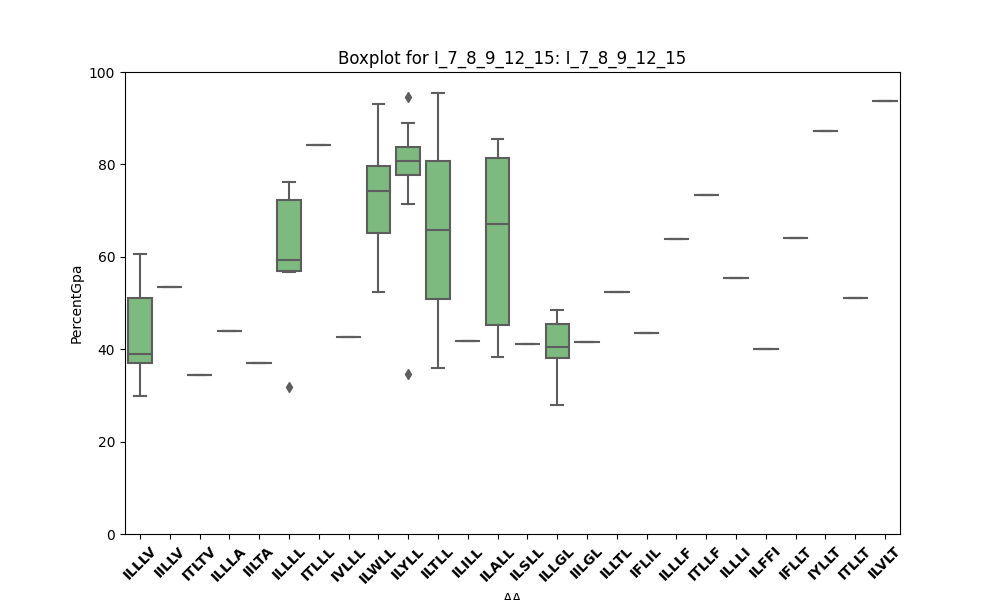 Boxplot for I_7_8_9_12_15: I_7_8_9_12_15
PercentGpa
100
80
60
40
20
0
ILLLV
IILLV
ITLTV
ILLLA
IILTA
ILLLL
ITLLL
IVLLL
ILWLL
ILYLL
ILTLL
ILILL
ILALL
ILSLL
ILLGL
IILGL
ILLTL
IFLIL
ILLLF
ITLLF
ILLLI
ILFFI
IFLLT
IYLLT
ITLLT
ILVLT
AA